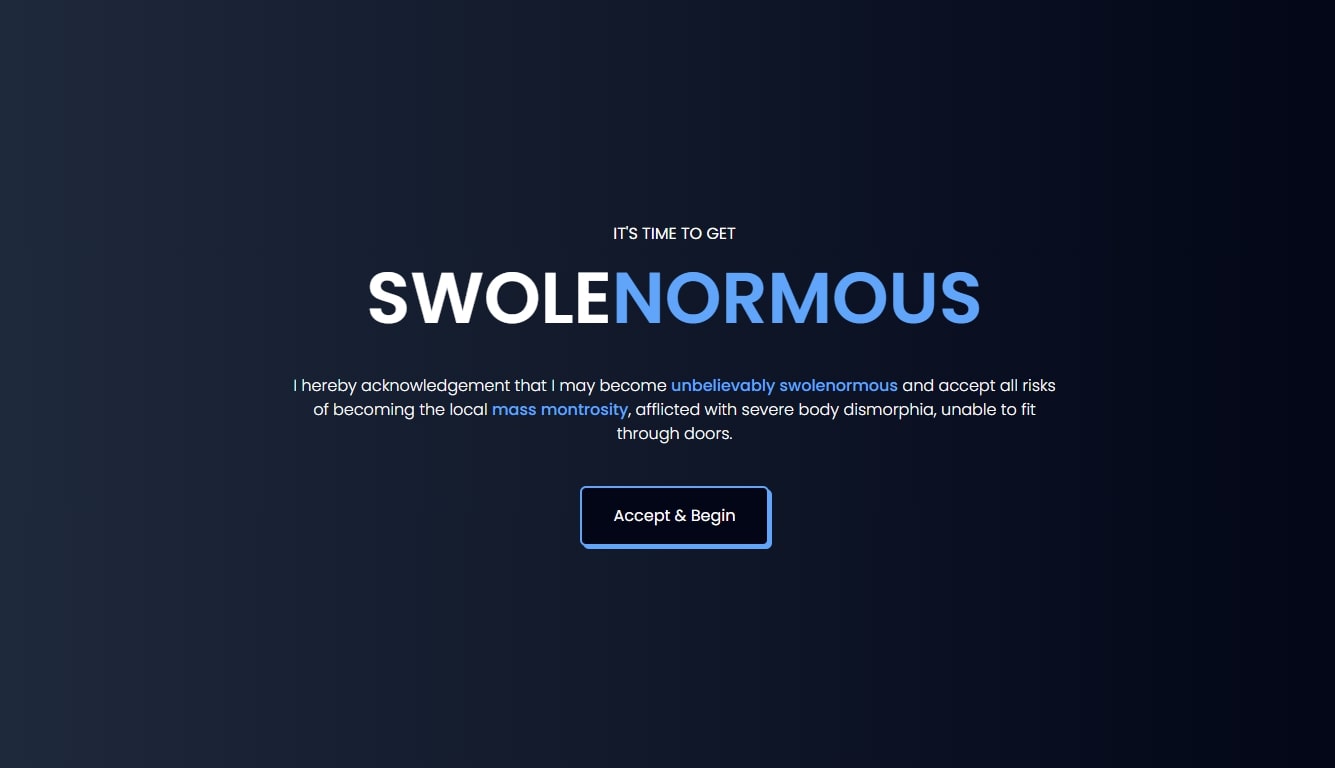 IT'S TIME TO GET
SWOLENORMOUS
I hereby acknowledgement that I may become unbelievably swolenormous and accept all risks
of becoming the local mass montrosity, afflicted with severe body dismorphia, unable to fit
through doors.
Accept & Begin